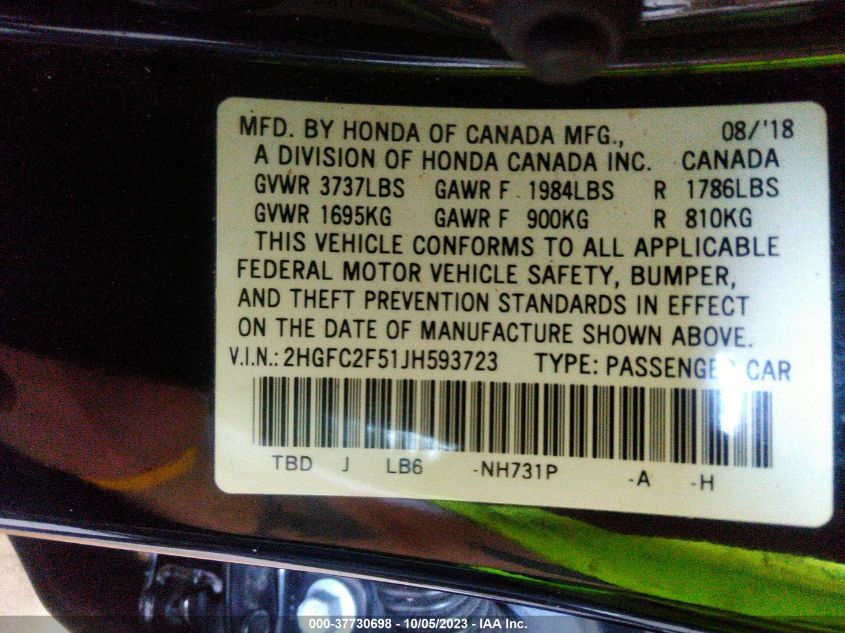 MFD. BY HONDA OF CANADA MFG., 08/'18
A DIVISION OF HONDA CANADA INC. CANADA
GVWR 3737LBS GAWR F 1984LBS R 1786LBS
GVWR 1695KG GAWR F 900KG R 810KG
THIS VEHICLE CONFORMS TO ALL APPLICABLE
FEDERAL MOTOR VEHICLE SAFETY, BUMPER,
AND THEFT PREVENTION STANDARDS IN EFFECT
ON THE DATE OF MANUFACTURE SHOWN ABOVE.
V.I.N.: 2HGFC2F51JH593723 TYPE: PASSENGER CAR
TBD J LB6 -NH731P -A -H
000-37730698 - 10/05/2023 - IAA Inc.